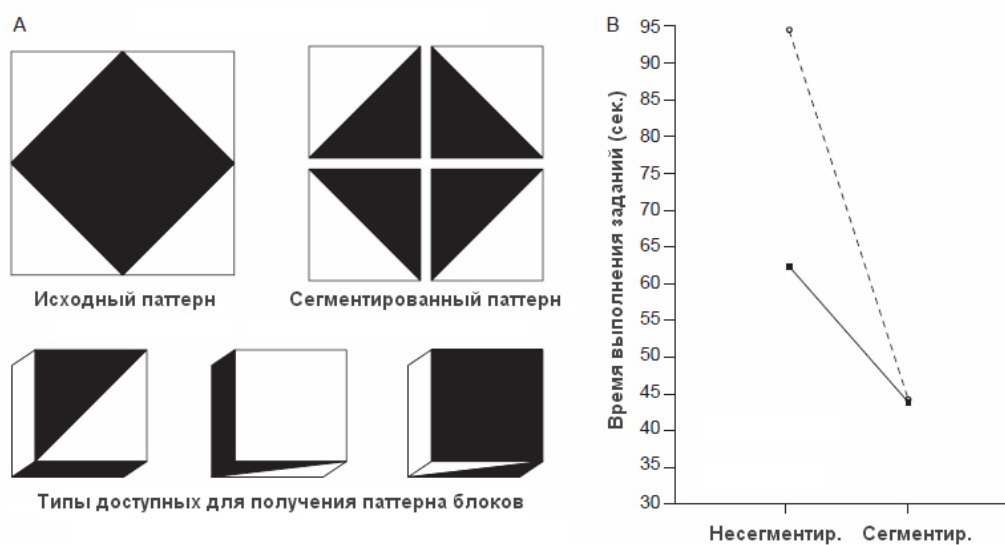 A
Исходный паттерн
Сегментированный паттерн
Типы доступных для получения паттерна блоков
B
Время выполнения заданий (сек.)
95
90
85
80
75
70
65
60
55
50
45
40
35
30
Несегментир.
Сегментир.